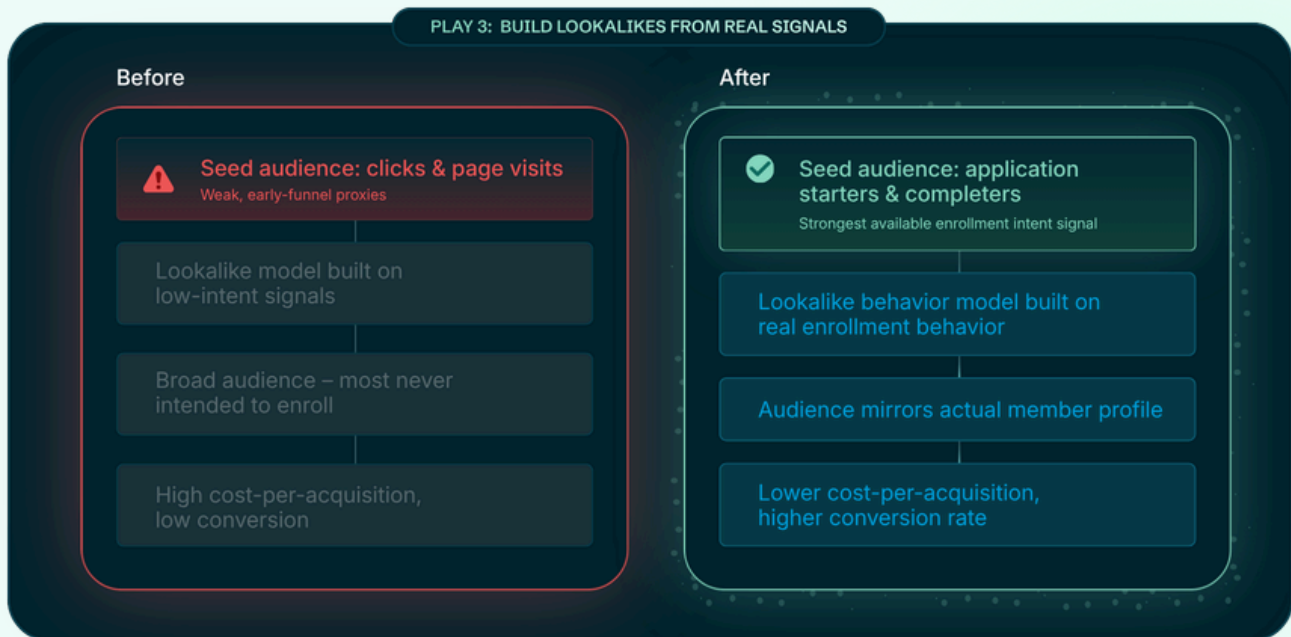 PLAY 3: BUILD LOOKALIKES FROM REAL SIGNALS
Before
Seed audience: clicks & page visits
Weak, early-funnel proxies
Lookalike model built on
low-intent signals
Broad audience – most never
intended to enroll
High cost-per-acquisition,
low conversion
After
Seed audience: application
starters & completers
Strongest available enrollment intent signal
Lookalike behavior model built on
real enrollment behavior
Audience mirrors actual member profile
Lower cost-per-acquisition,
higher conversion rate